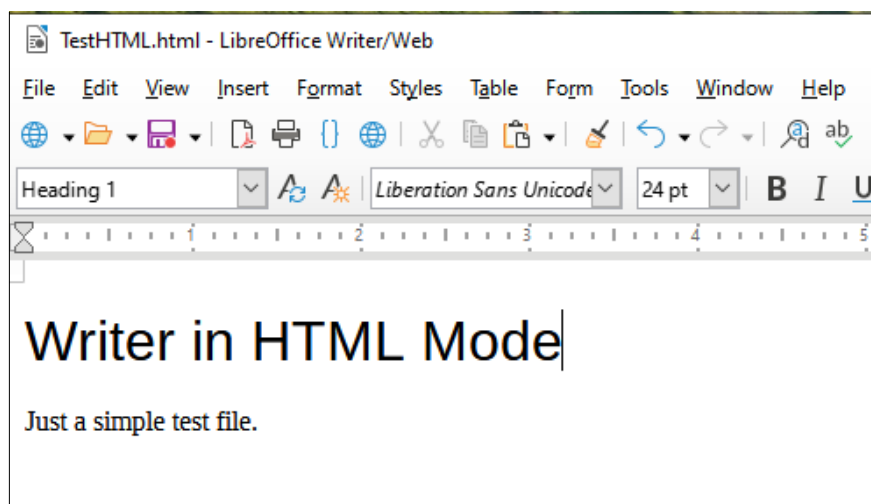 TestHTML.html - LibreOffice Writer/Web
File Edit View Insert Format Styles Table Form Tools Window Help
Heading 1 Liberation Sans Unicode 24 pt B I U
1 2 3 4 5
Writer in HTML Mode
Just a simple test file.